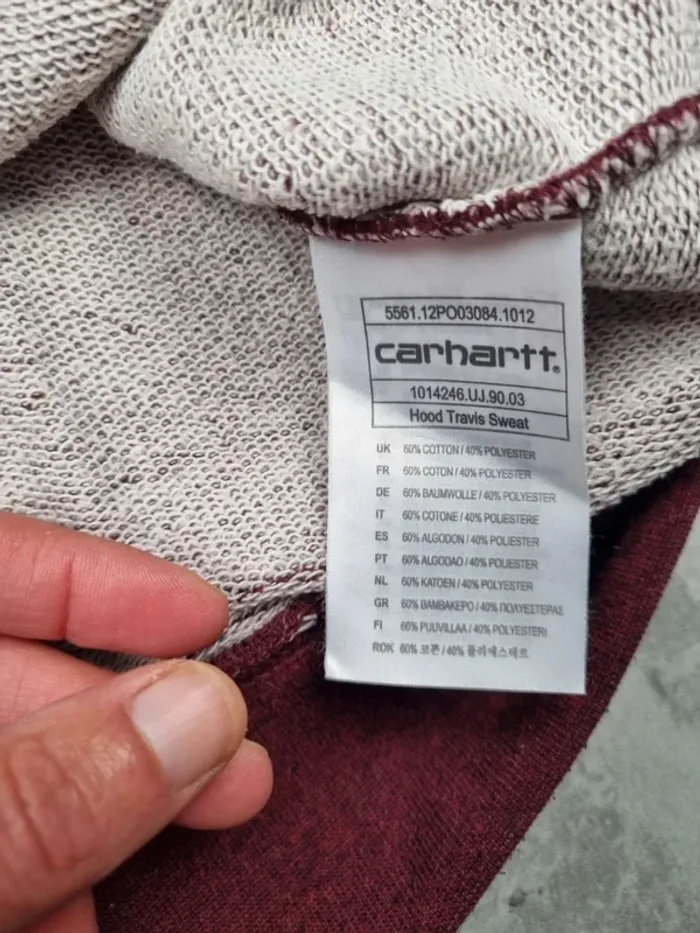 5561.12PO03084.1012
carhartt®
1014246.UJ.90.03
Hood Travis Sweat
UK 60% COTTON / 40% POLYESTER
FR 60% COTON / 40% POLYESTER
DE 60% BAUMWOLLE / 40% POLYESTER
IT 60% COTONE / 40% POLIESTERE
ES 60% ALGODON / 40% POLIESTER
PT 60% ALGODAO / 40% POLIESTER
NL 60% KATOEN / 40% POLYESTER
GR 60% ΒΑΜΒΑΚΕΡΟ / 40% ΠΟΛΥΕΣΤΕΡΑΣ
FI 60% PUUVILLAA / 40% POLYESTERI
ROK 60% 코튼 / 40% 폴리에스테르